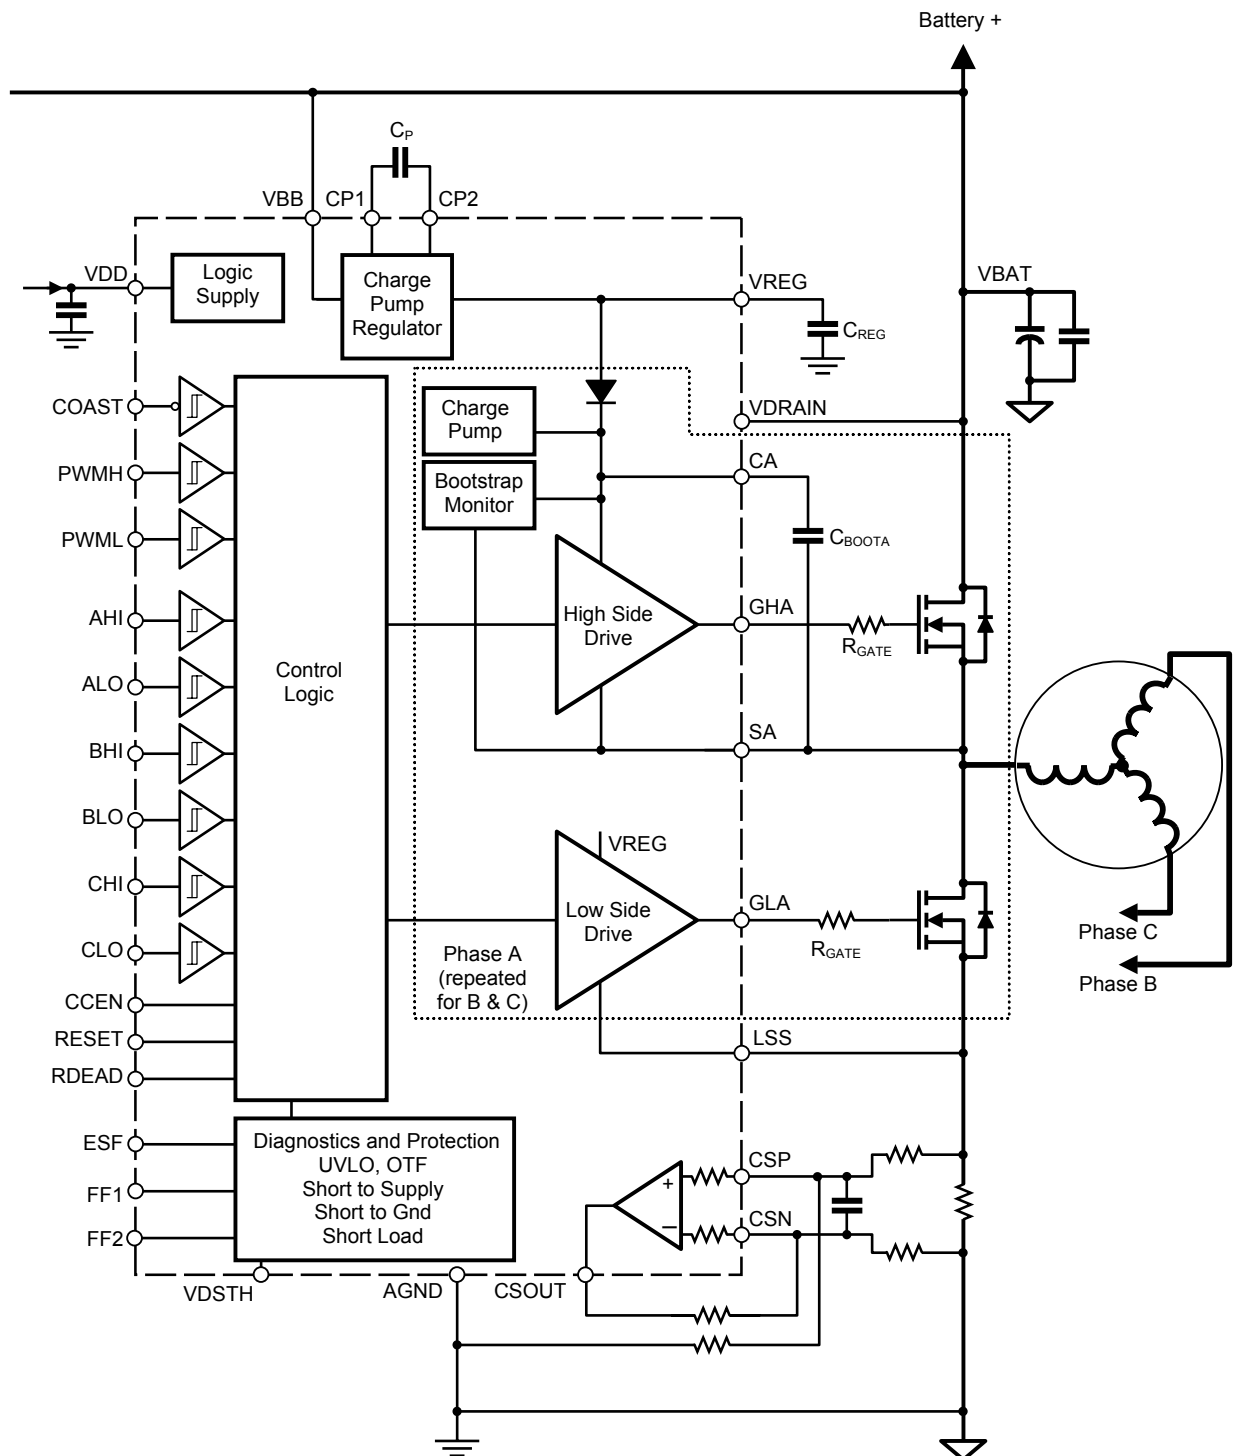 Battery +
CP
VBB
CP1
CP2
VDD
Logic
Supply
Charge
Pump
Regulator
VREG
CREG
VBAT
COAST
PWMH
PWML
AHI
ALO
BHI
BLO
CHI
CLO
CCEN
RESET
RDEAD
ESF
FF1
FF2
Control
Logic
Charge
Pump
Bootstrap
Monitor
VDRAIN
CA
CBOOTA
High Side
Drive
GHA
RGATE
SA
VREG
Low Side
Drive
GLA
RGATE
Phase A
(repeated
for B & C)
LSS
Phase C
Phase B
Diagnostics and Protection
UVLO, OTF
Short to Supply
Short to Gnd
Short Load
CSP
+
CSN
–
VDSTH
AGND
CSOUT